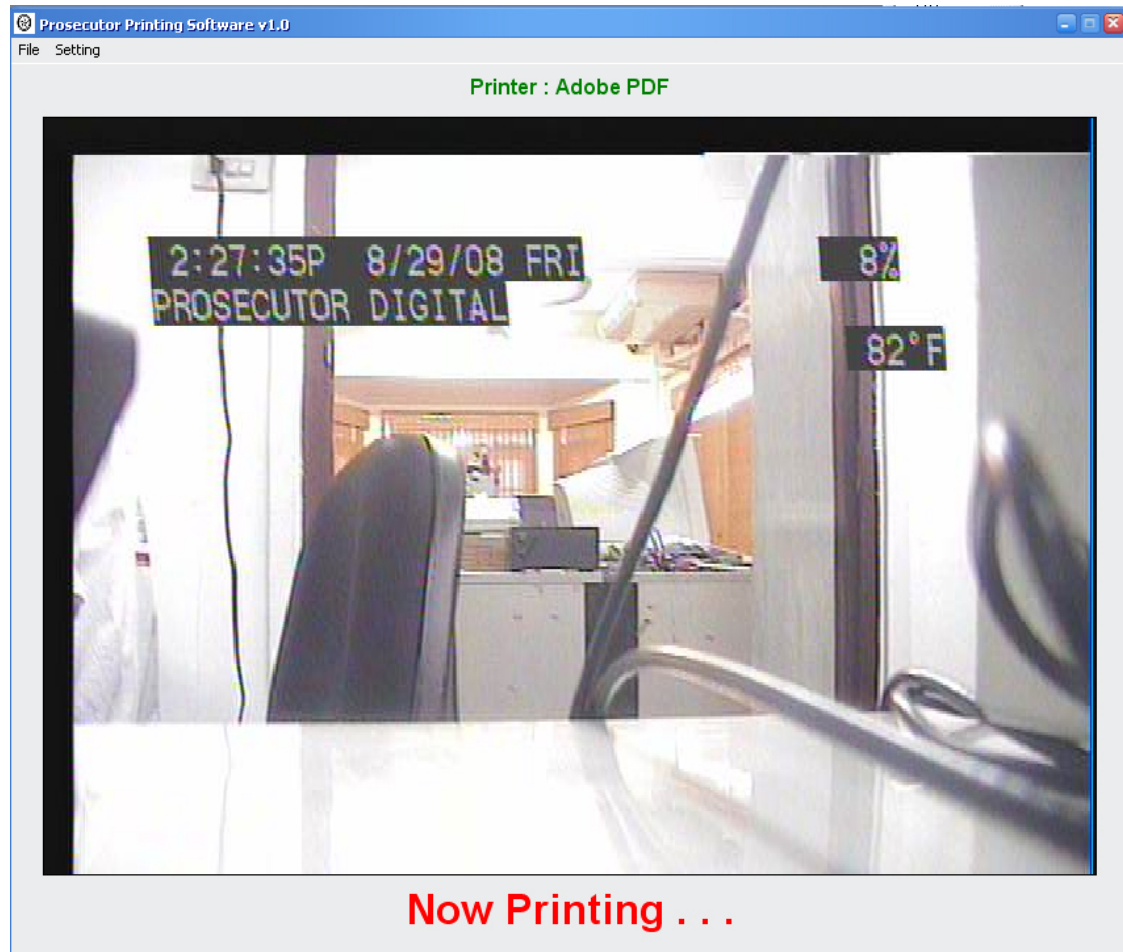 Prosecutor Printing Software v1.0
File Setting
Printer : Adobe PDF
2:27:35P 8/29/08 FRI 8%
PROSECUTOR DIGITAL
82°F
Now Printing . . .